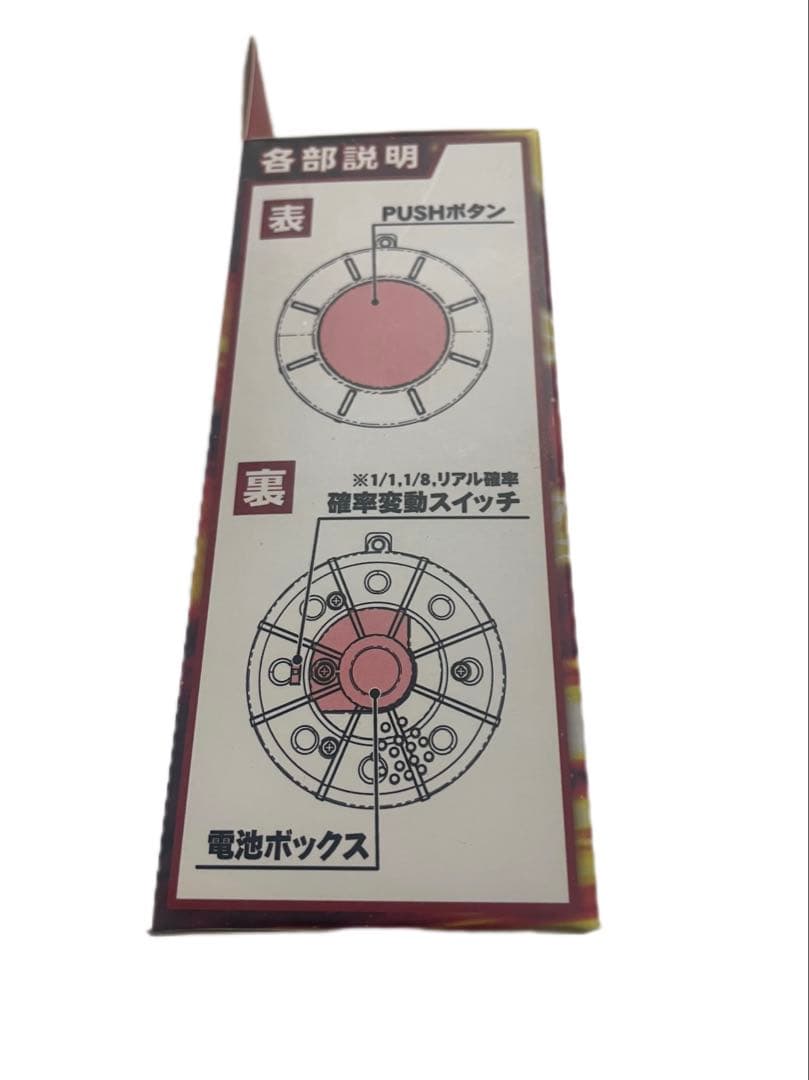 各部説明
表
PUSHボタン
裏
※1/1,1/8,リアル確率
確率変動スイッチ
電池ボックス